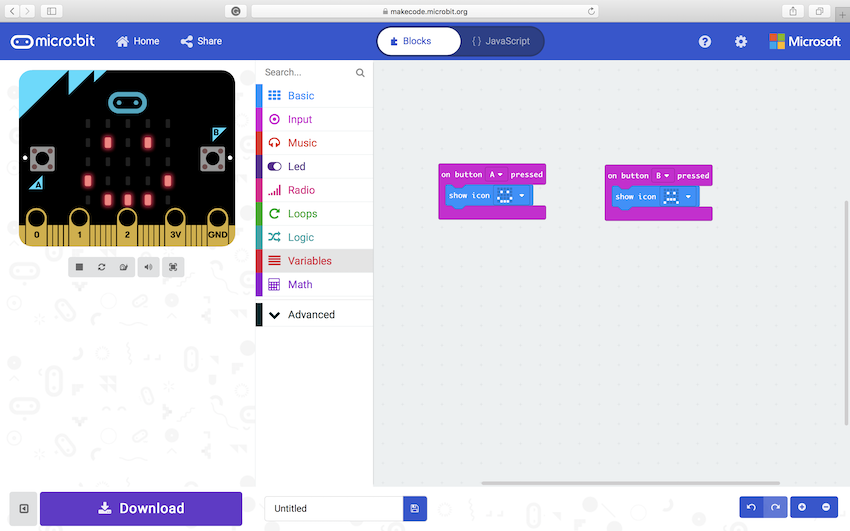 makecode.microbit.org
micro:bit
Home
Share
Blocks
{ } JavaScript
?
Microsoft
B
A
0 1 2 3V GND
Search...
Basic
Input
Music
Led
Radio
Loops
Logic
Variables
Math
Advanced
on button A pressed
show icon
on button B pressed
show icon
Download
Untitled